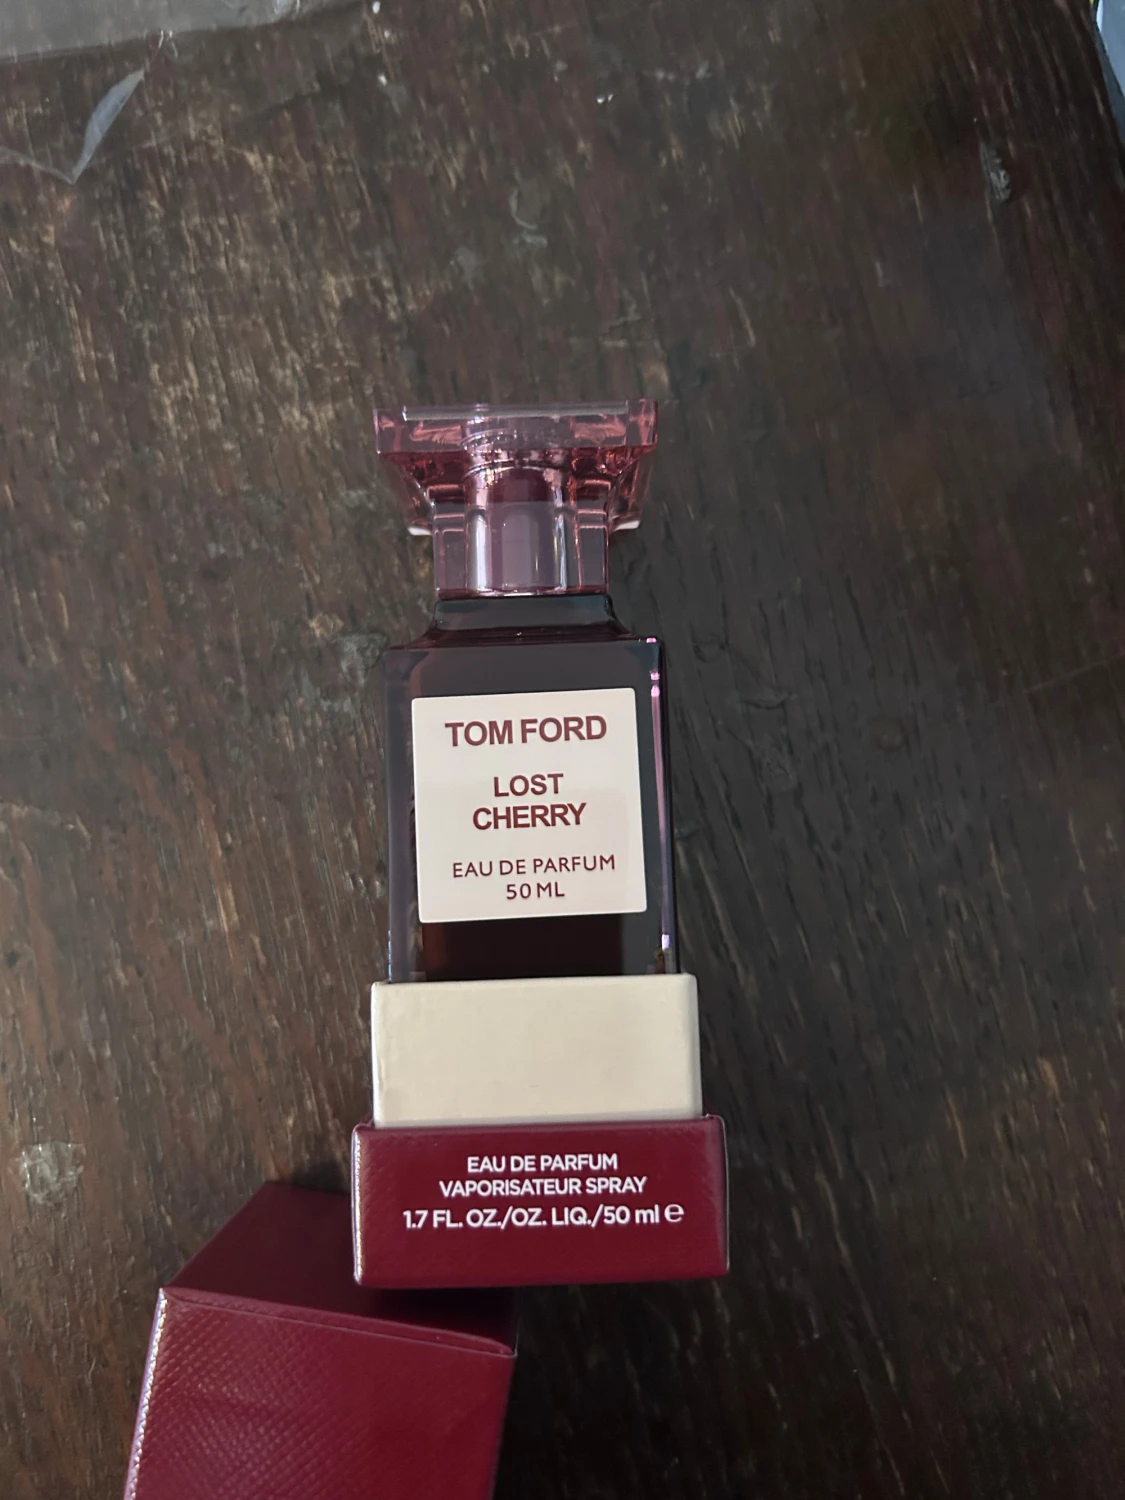 TOM FORD
LOST
CHERRY
EAU DE PARFUM
50 ML
EAU DE PARFUM
VAPORISATEUR SPRAY
1.7 FL. OZ./OZ. LIQ./50 ml ℮